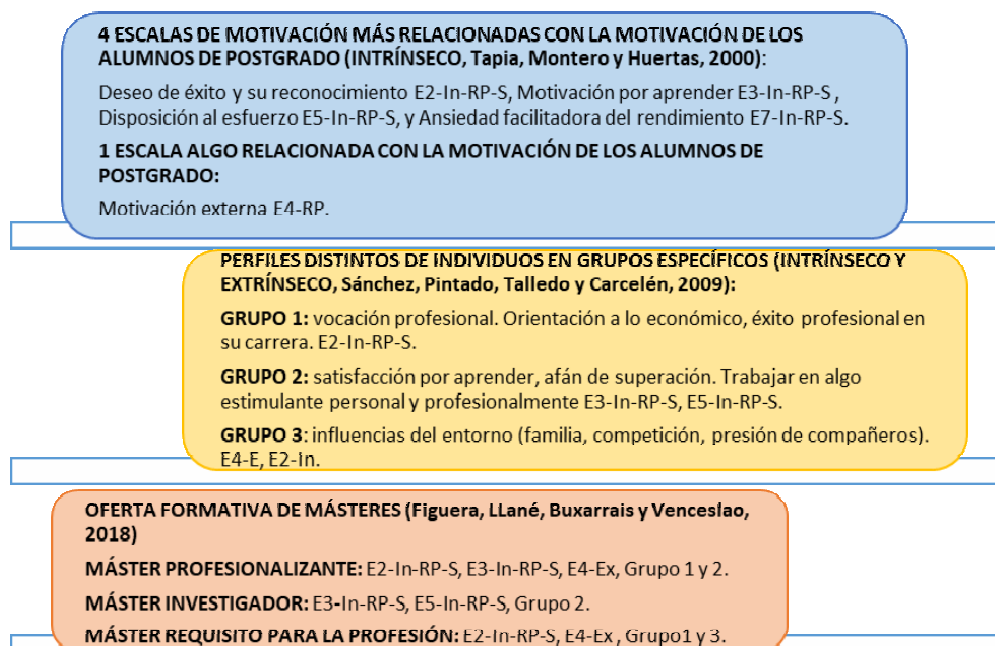 4 ESCALAS DE MOTIVACIÓN MÁS RELACIONADAS CON LA MOTIVACIÓN DE LOS
ALUMNOS DE POSTGRADO (INTRÍNSECO, Tapia, Montero y Huertas, 2000):
Deseo de éxito y su reconocimiento E2-In-RP-S, Motivación por aprender E3-In-RP-S ,
Disposición al esfuerzo E5-In-RP-S, y Ansiedad facilitadora del rendimiento E7-In-RP-S.
1 ESCALA ALGO RELACIONADA CON LA MOTIVACIÓN DE LOS ALUMNOS DE
POSTGRADO:
Motivación externa E4-RP.
PERFILES DISTINTOS DE INDIVIDUOS EN GRUPOS ESPECÍFICOS (INTRÍNSECO Y
EXTRÍNSECO, Sánchez, Pintado, Talledo y Carcelén, 2009):
GRUPO 1: vocación profesional. Orientación a lo económico, éxito profesional en
su carrera. E2-In-RP-S.
GRUPO 2: satisfacción por aprender, afán de superación. Trabajar en algo
estimulante personal y profesionalmente E3-In-RP-S, E5-In-RP-S.
GRUPO 3: influencias del entorno (familia, competición, presión de compañeros).
E4-E, E2-In.
OFERTA FORMATIVA DE MÁSTERES (Figuera, LLané, Buxarrais y Venceslao,
2018)
MÁSTER PROFESIONALIZANTE: E2-In-RP-S, E3-In-RP-S, E4-Ex, Grupo 1 y 2.
MÁSTER INVESTIGADOR: E3-In-RP-S, E5-In-RP-S, Grupo 2.
MÁSTER REQUISITO PARA LA PROFESIÓN: E2-In-RP-S, E4-Ex , Grupo1 y 3.